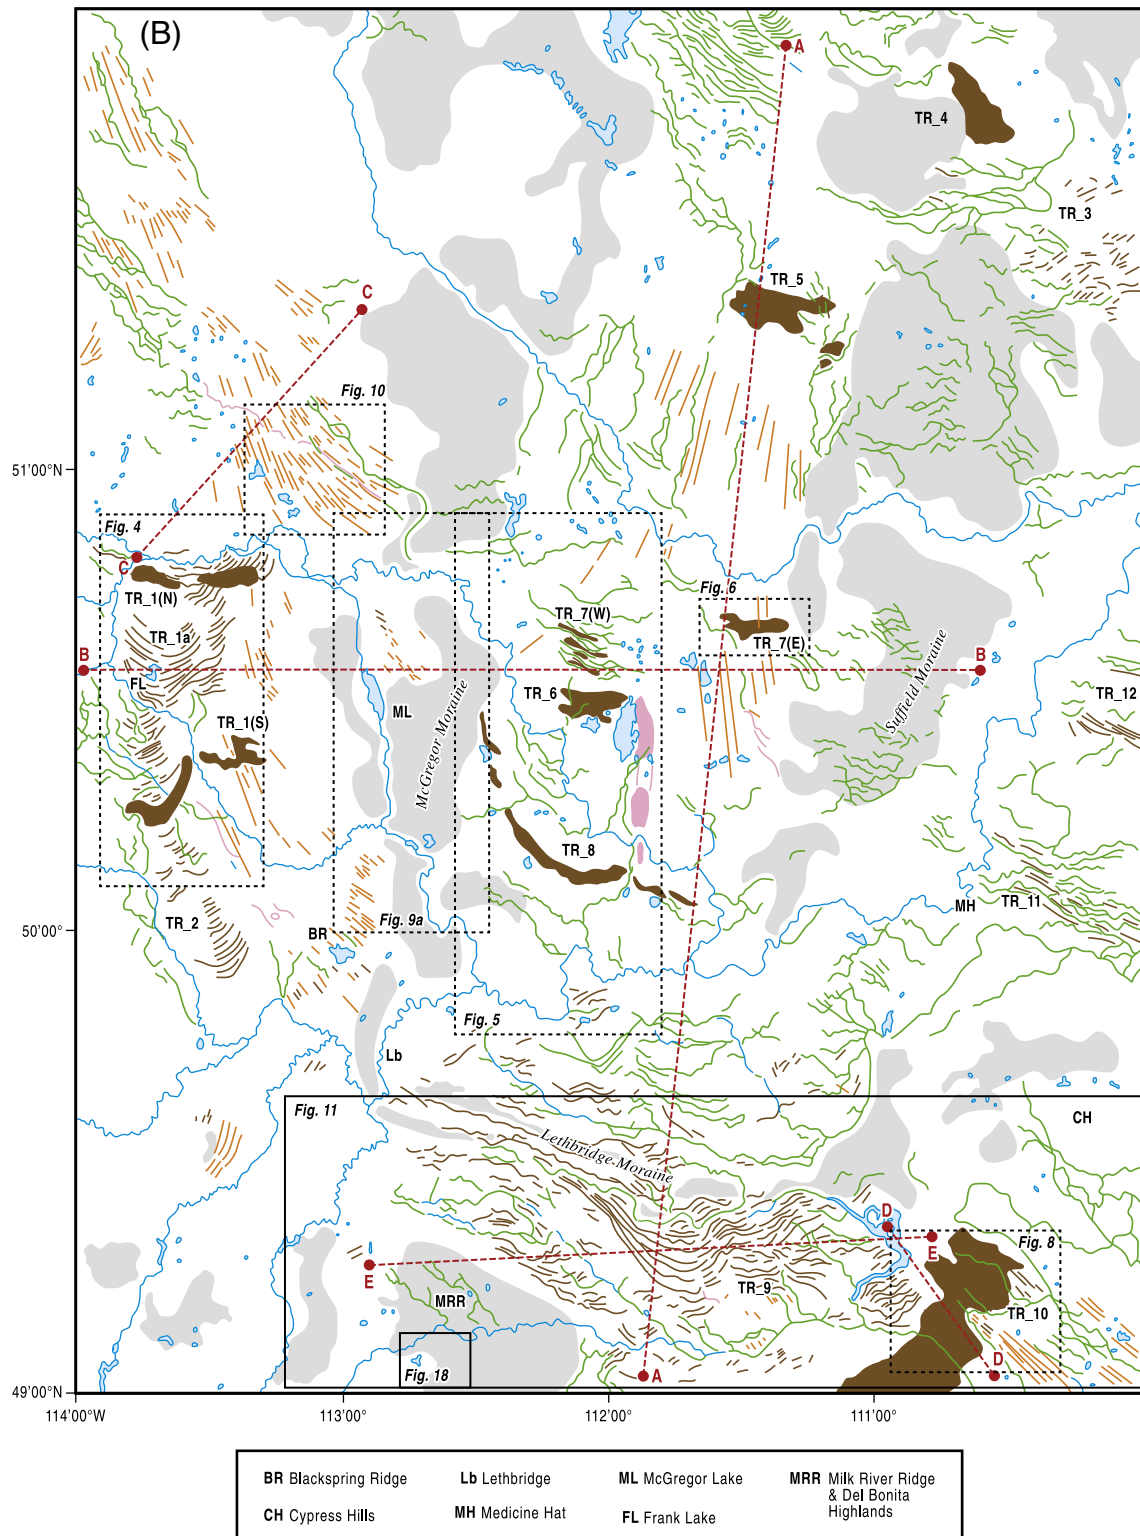 (B)
A
TR_4
TR_3
TR_5
C
Fig. 10
51'00°N
Fig. 4
C
Fig. 6
TR_1(N)
TR_7(W)
TR_1a
TR_7(E)
B
B
FL
TR_6
TR_12
ML
McGregor Moraine
Suffield Moraine
TR_1(S)
TR_8
MH
TR_11
TR_2
Fig. 9a
50'00°
BR
Fig. 5
Lb
Fig. 11
CH
Lethbridge Moraine
D
E
Fig. 8
E
TR_9
MRR
TR_10
D
Fig. 18
A
49'00°N
114'00°W
113'00°
112'00°
111'00°
BR Blackspring Ridge
Lb Lethbridge
ML McGregor Lake
MRR Milk River Ridge
& Del Bonita
Highlands
CH Cypress Hills
MH Medicine Hat
FL Frank Lake